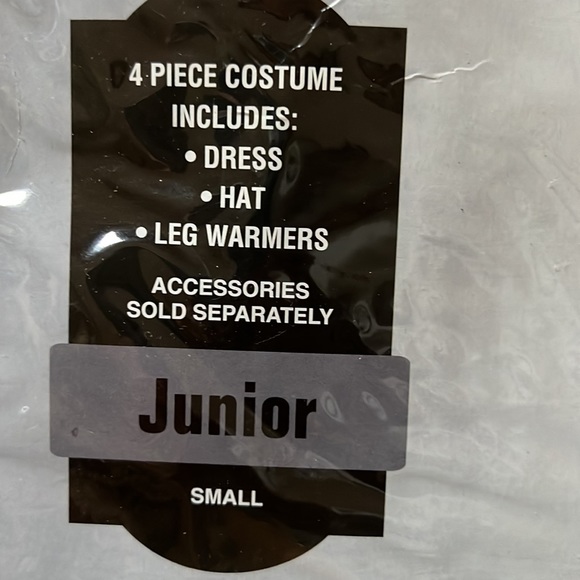 4 PIECE COSTUME
INCLUDES:
• DRESS
• HAT
• LEG WARMERS
ACCESSORIES
SOLD SEPARATELY
Junior
SMALL